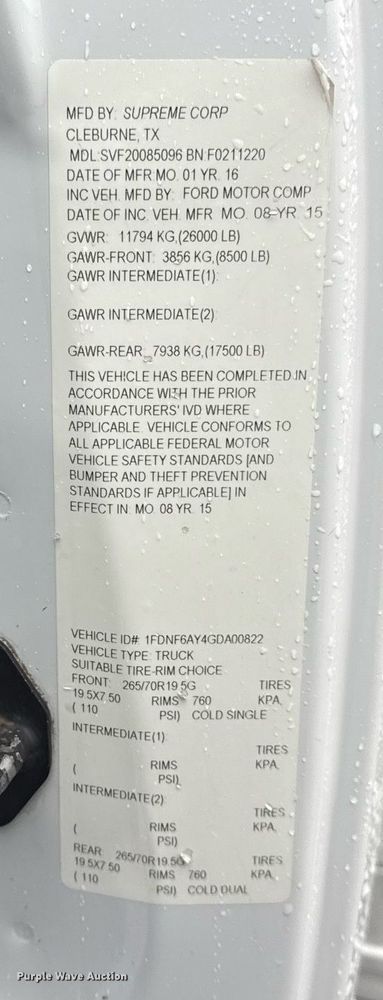 MFD BY: SUPREME CORP
CLEBURNE, TX
MDL:SVF20085096 BN:F0211220
DATE OF MFR MO. 01 YR. 16
INC VEH. MFD BY: FORD MOTOR COMP
DATE OF INC. VEH. MFR MO. 08 YR. 15
GVWR: 11794 KG,(26000 LB)
GAWR-FRONT: 3856 KG,(8500 LB)
GAWR INTERMEDIATE(1):
GAWR INTERMEDIATE(2):
GAWR-REAR: 7938 KG,(17500 LB)
THIS VEHICLE HAS BEEN COMPLETED IN
ACCORDANCE WITH THE PRIOR
MANUFACTURERS' IVD WHERE
APPLICABLE. VEHICLE CONFORMS TO
ALL APPLICABLE FEDERAL MOTOR
VEHICLE SAFETY STANDARDS [AND
BUMPER AND THEFT PREVENTION
STANDARDS IF APPLICABLE] IN
EFFECT IN: MO. 08 YR. 15
VEHICLE ID# 1FDNF6AY4GDA00822
VEHICLE TYPE: TRUCK
SUITABLE TIRE-RIM CHOICE
FRONT: 265/70R19.5G TIRES
19.5X7.50 RIMS 760 KPA,
( 110 PSI) COLD SINGLE
INTERMEDIATE(1):
TIRES
RIMS KPA,
( PSI)
INTERMEDIATE(2):
TIRES
RIMS KPA,
( PSI)
REAR 265/70R19.5G TIRES
19.5X7.50 RIMS 760 KPA,
( 110 PSI) COLD DUAL
Purple Wave Auction